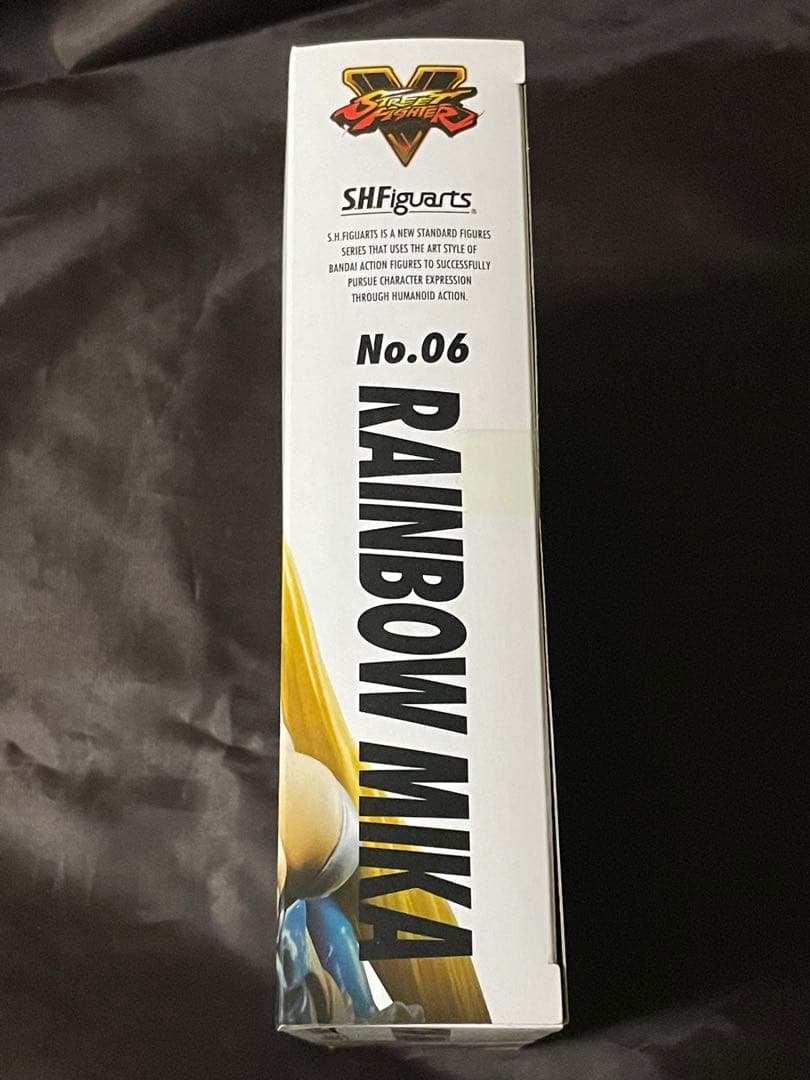 V
STREET
FIGHTER
S.H.Figuarts®
S.H.FIGUARTS IS A NEW STANDARD FIGURES
SERIES THAT USES THE ART STYLE OF
BANDAI ACTION FIGURES TO SUCCESSFULLY
PURSUE CHARACTER EXPRESSION
THROUGH HUMANOID ACTION.
No.06
RAINBOW MIKA